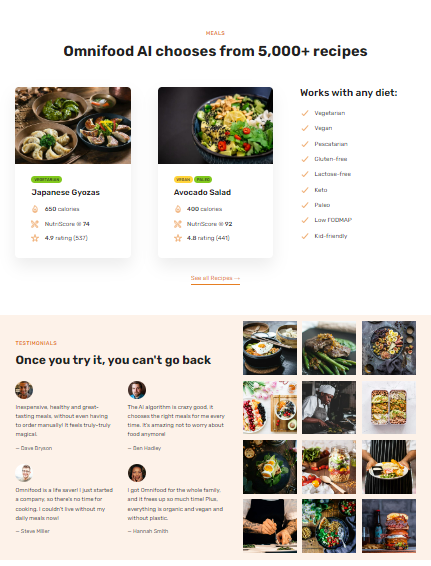 MEALS
Omnifood AI chooses from 5,000+ recipes
VEGETARIAN
Japanese Gyozas
650 calories
NutriScore ® 74
4.9 rating (537)
VEGAN PALEO
Avocado Salad
400 calories
NutriScore ® 92
4.8 rating (441)
Works with any diet:
Vegetarian
Vegan
Pescatarian
Gluten-free
Lactose-free
Keto
Paleo
Low FODMAP
Kid-friendly
See all Recipes →
TESTIMONIALS
Once you try it, you can't go back
Inexpensive, healthy and great-
tasting meals, without even having
to order manually! It feels truly-truly
magical.
— Dave Bryson
The AI algorithm is crazy good, it
chooses the right meals for me every
time. It's amazing not to worry about
food anymore!
— Ben Hadley
Omnifood is a life saver! I just started
a company, so there's no time for
cooking. I couldn't live without my
daily meals now!
— Steve Miller
I got Omnifood for the whole family,
and it frees up so much time! Plus,
everything is organic and vegan and
without plastic.
— Hannah Smith